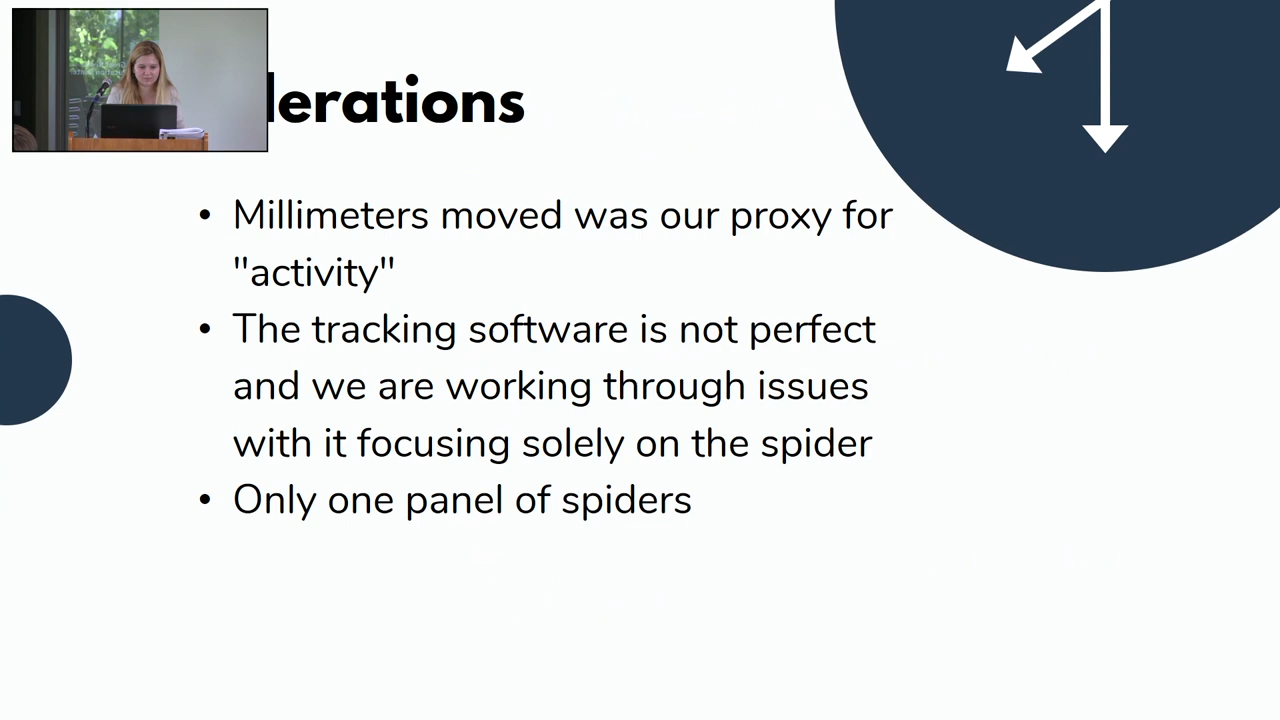 derations
• Millimeters moved was our proxy for
"activity"
• The tracking software is not perfect
and we are working through issues
with it focusing solely on the spider
• Only one panel of spiders